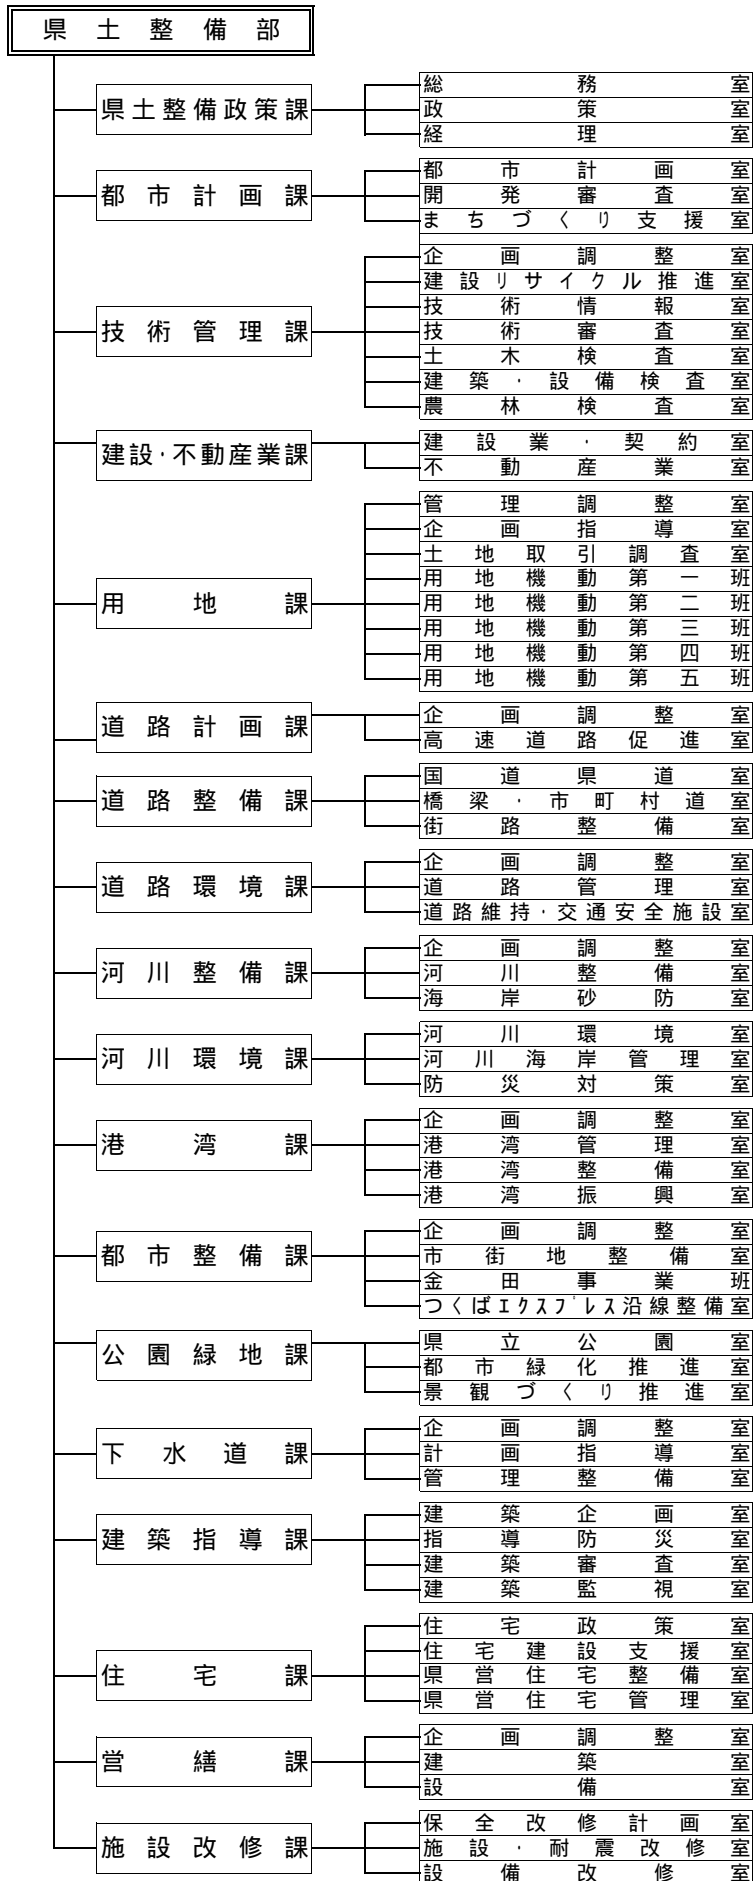 県土整備部
県土整備政策課
総務室
政策室
経理室
都市計画課
都市計画室
開発審査室
まちづくり支援室
技術管理課
企画調整室
建設リサイクル推進室
技術情報室
技術審査室
土木検査室
建築・設備検査室
農林検査室
建設・不動産業課
建設業・契約室
不動産業室
用地課
管理調整室
企画指導室
土地取引調査室
用地機動第一班
用地機動第二班
用地機動第三班
用地機動第四班
用地機動第五班
道路計画課
企画調整室
高速道路促進室
道路整備課
国道県道室
橋梁・市町村道室
街路整備室
道路環境課
企画調整室
道路管理室
道路維持・交通安全施設室
河川整備課
企画調整室
河川整備室
海岸砂防室
河川環境課
河川環境室
河川海岸管理室
防災対策室
港湾課
企画調整室
港湾管理室
港湾整備室
港湾振興室
都市整備課
企画調整室
市街地整備室
金田事業班
つくばｴｸｽﾌﾟﾚｽ沿線整備室
公園緑地課
県立公園室
都市緑化推進室
景観づくり推進室
下水道課
企画調整室
計画指導室
管理整備室
建築指導課
建築企画室
指導防災室
建築審査室
建築監視室
住宅課
住宅政策室
住宅建設支援室
県営住宅整備室
県営住宅管理室
営繕課
企画調整室
建築室
設備室
施設改修課
保全改修計画室
施設・耐震改修室
設備改修室